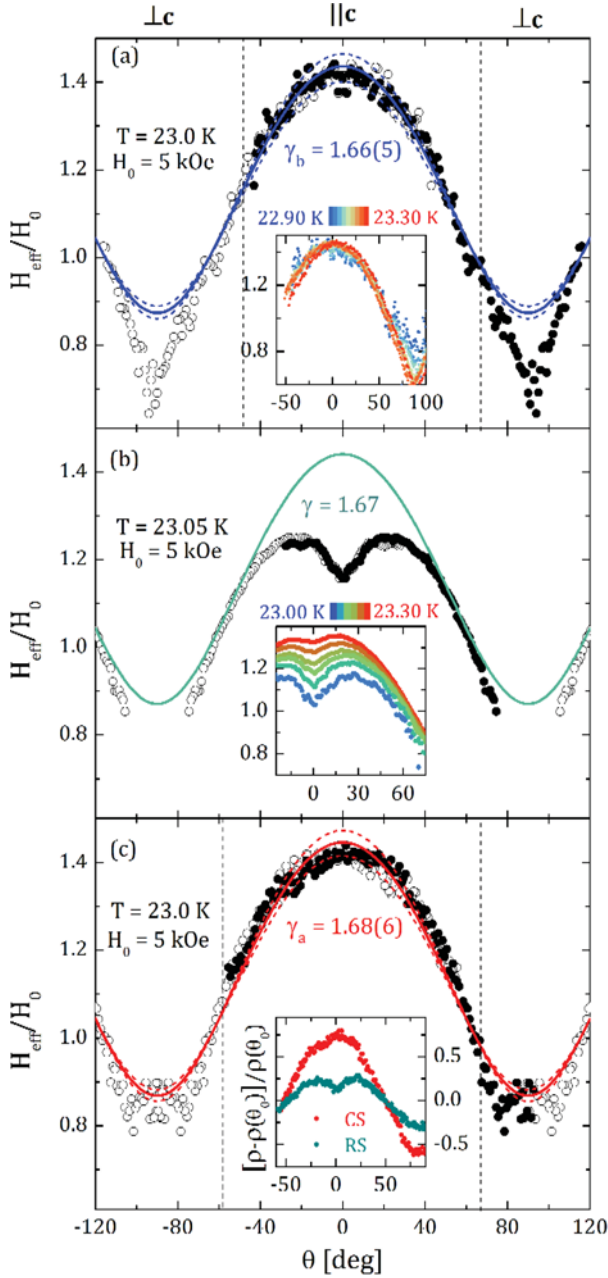 ⊥c ||c ⊥c
(a)
1.4
T = 23.0 K
H₀ = 5 kOe
γb = 1.66(5)
1.2
22.90 K 23.30 K
Heff/H₀
1.0
1.2
0.8
0.8
-50 0 50 100
(b)
1.4
T = 23.05 K
H₀ = 5 kOe
γ = 1.67
1.2
23.00 K 23.30 K
Heff/H₀
1.0
1.2
1.0
0.8
0.8
0 30 60
(c)
1.4
T = 23.0 K
H₀ = 5 kOe
γa = 1.68(6)
1.2
Heff/H₀
1.0
[ρ-ρ(θ₀)]/ρ(θ₀)
0.5
0.0
-0.5
CS
RS
0.8
-50 0 50
-120 -80 -40 0 40 80 120
θ [deg]